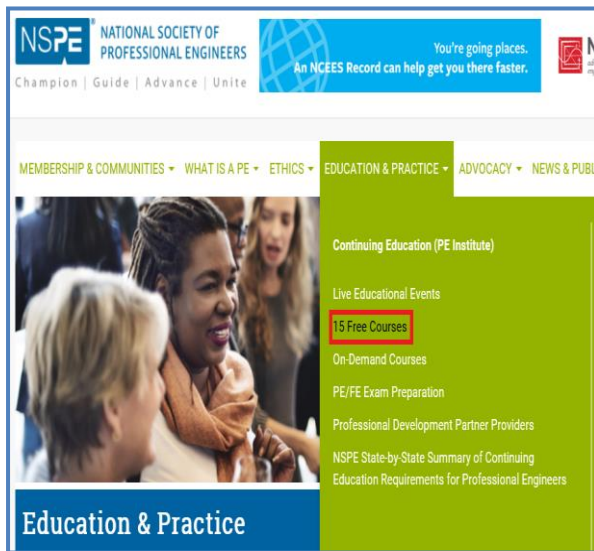 NSPE
NATIONAL SOCIETY OF
PROFESSIONAL ENGINEERS
Champion | Guide | Advance | Unite
You're going places.
An NCEES Record can help get you there faster.
MEMBERSHIP & COMMUNITIES WHAT IS A PE ETHICS EDUCATION & PRACTICE ADVOCACY NEWS & PUBL
Continuing Education (PE Institute)
Live Educational Events
15 Free Courses
On-Demand Courses
PE/FE Exam Preparation
Professional Development Partner Providers
NSPE State-by-State Summary of Continuing
Education Requirements for Professional Engineers
Education & Practice